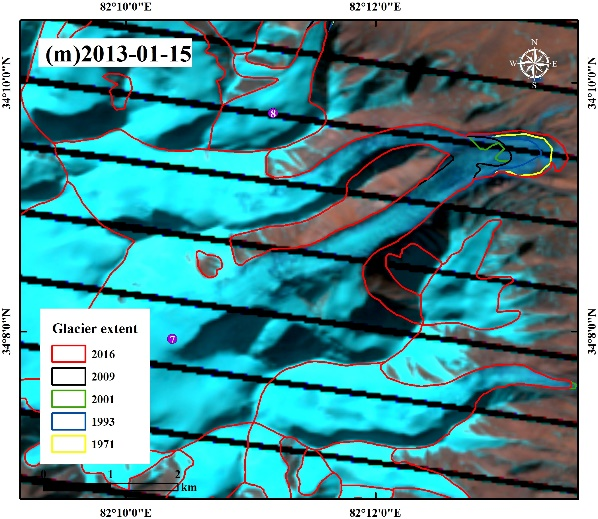 82°10'0"E 82°12'0"E
(m)2013-01-15
N
W E
S
34°10'0"N 34°10'0"N
8
7
34°8'0"N 34°8'0"N
Glacier extent
2016
2009
2001
1993
1971
0 1 2
km
82°10'0"E 82°12'0"E